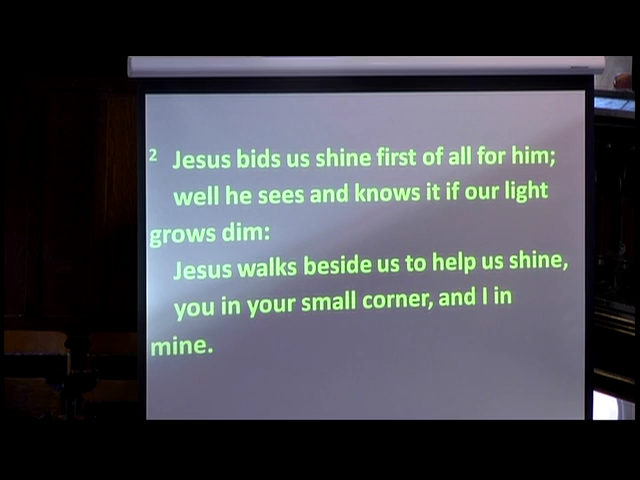 2 Jesus bids us shine first of all for him;
well he sees and knows it if our light
grows dim:
Jesus walks beside us to help us shine,
you in your small corner, and I in
mine.